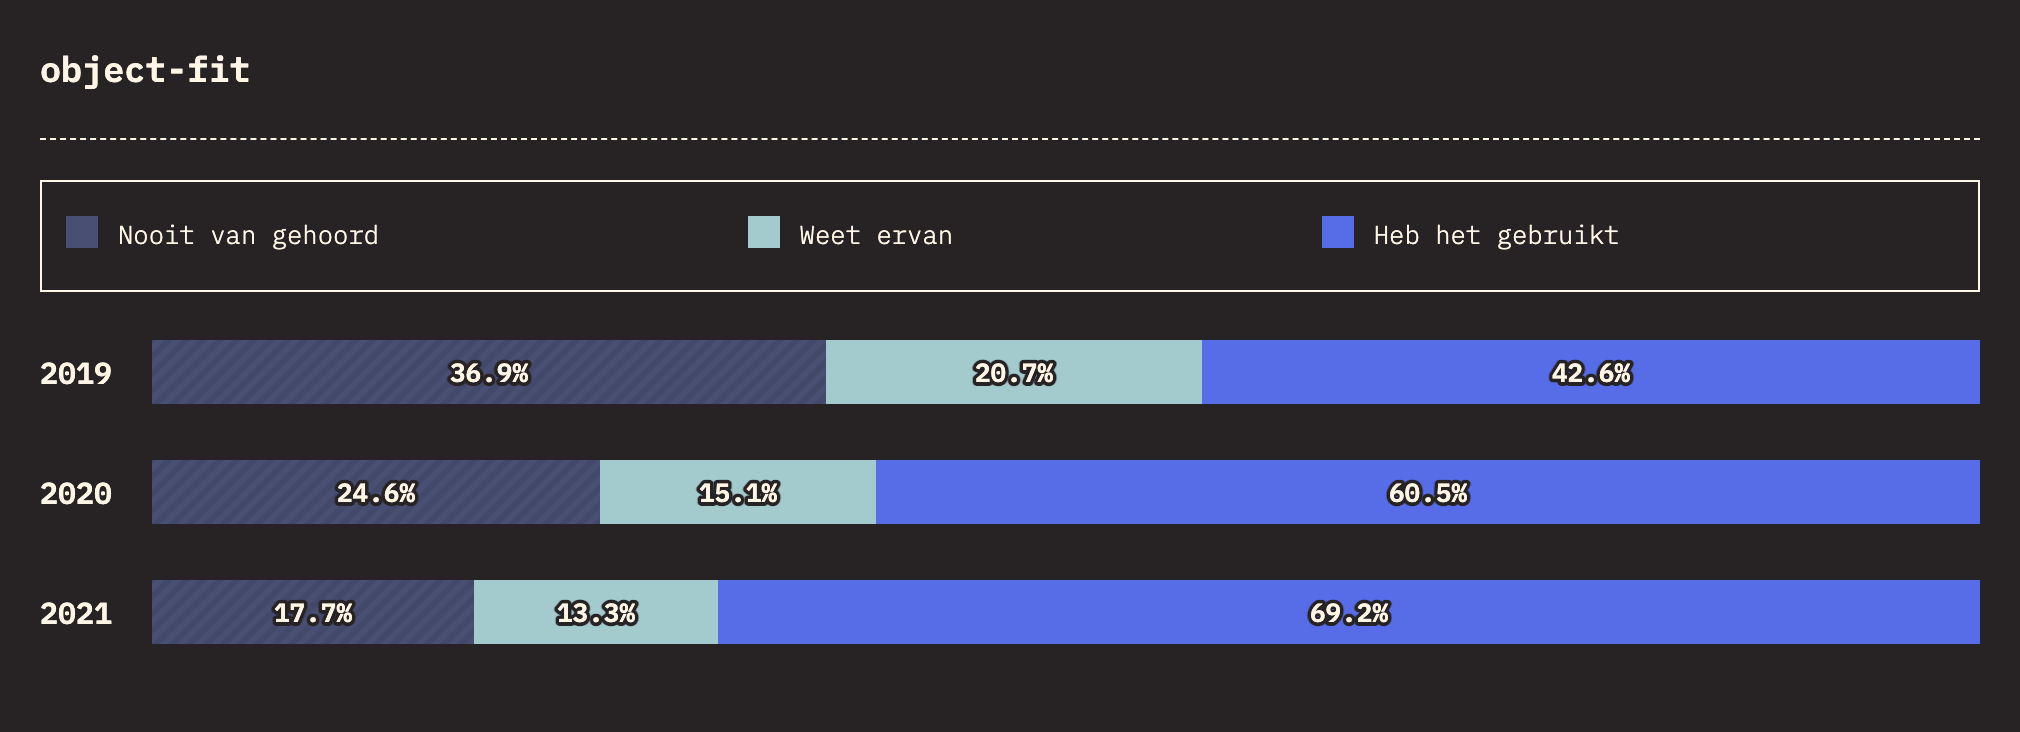 object-fit
Nooit van gehoord Weet ervan Heb het gebruikt
2019 36.9% 20.7% 42.6%
2020 24.6% 15.1% 60.5%
2021 17.7% 13.3% 69.2%